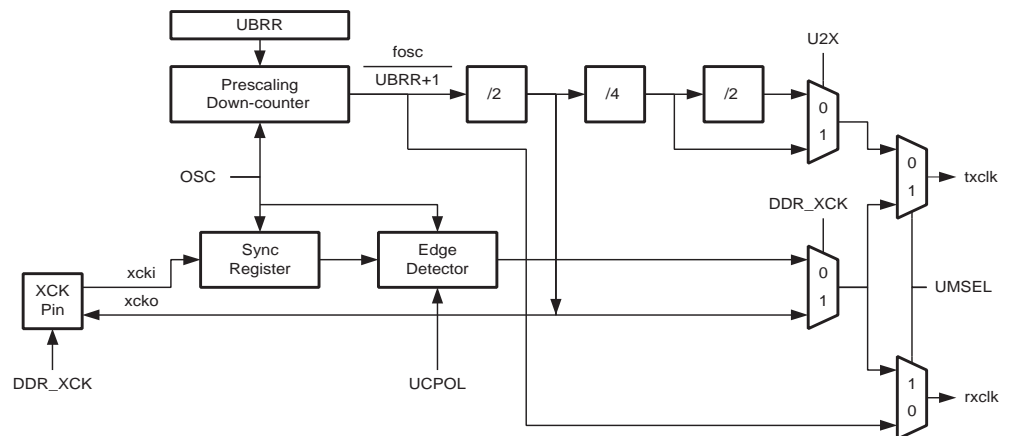 UBRR
U2X
fosc
UBRR+1
Prescaling
Down-counter
/2
/4
/2
0
1
OSC
0
1
txclk
DDR_XCK
xcki
Sync
Register
Edge
Detector
0
1
UMSEL
XCK
Pin
xcko
DDR_XCK
UCPOL
1
0
rxclk